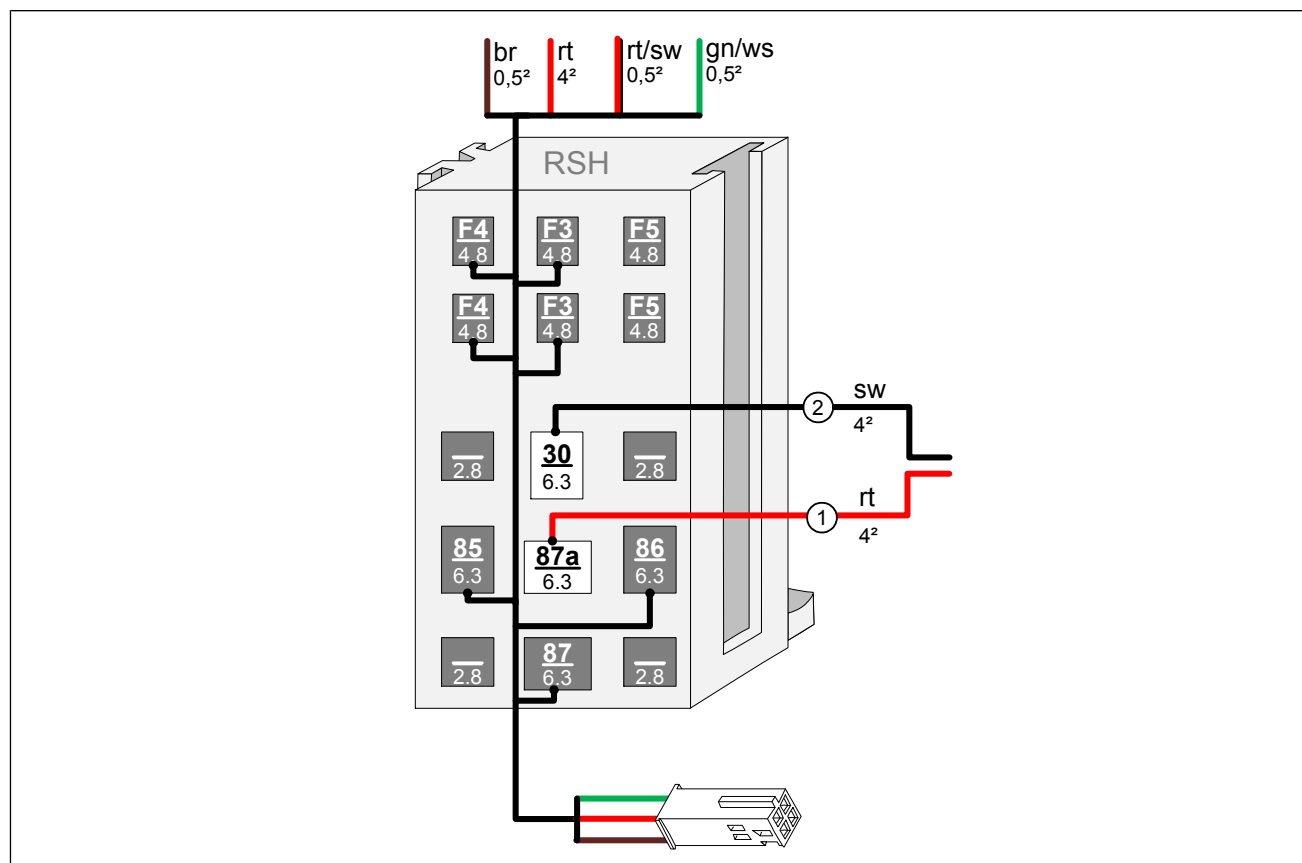 br rt rt/sw gn/ws
0,5² 4² 0,5² 0,5²
RSH
F4 F3 F5
4.8 4.8 4.8
F4 F3 F5
4.8 4.8 4.8
2 sw
4²
30
2.8 6.3 2.8
rt
1
4²
85 87a 86
6.3 6.3 6.3
87
2.8 6.3 2.8